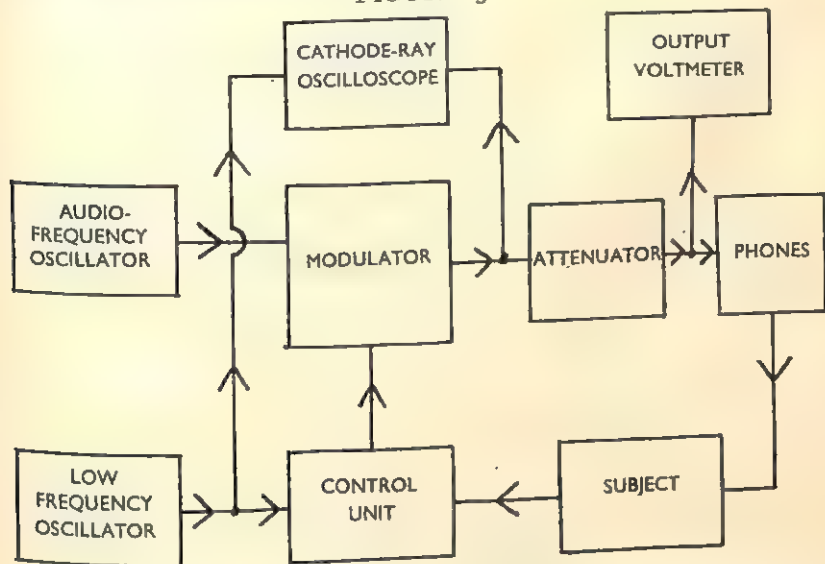 CATHODE-RAY
OSCILLOSCOPE
OUTPUT
VOLTMETER
AUDIO-
FREQUENCY
OSCILLATOR
MODULATOR
ATTENUATOR
PHONES
LOW
FREQUENCY
OSCILLATOR
CONTROL
UNIT
SUBJECT